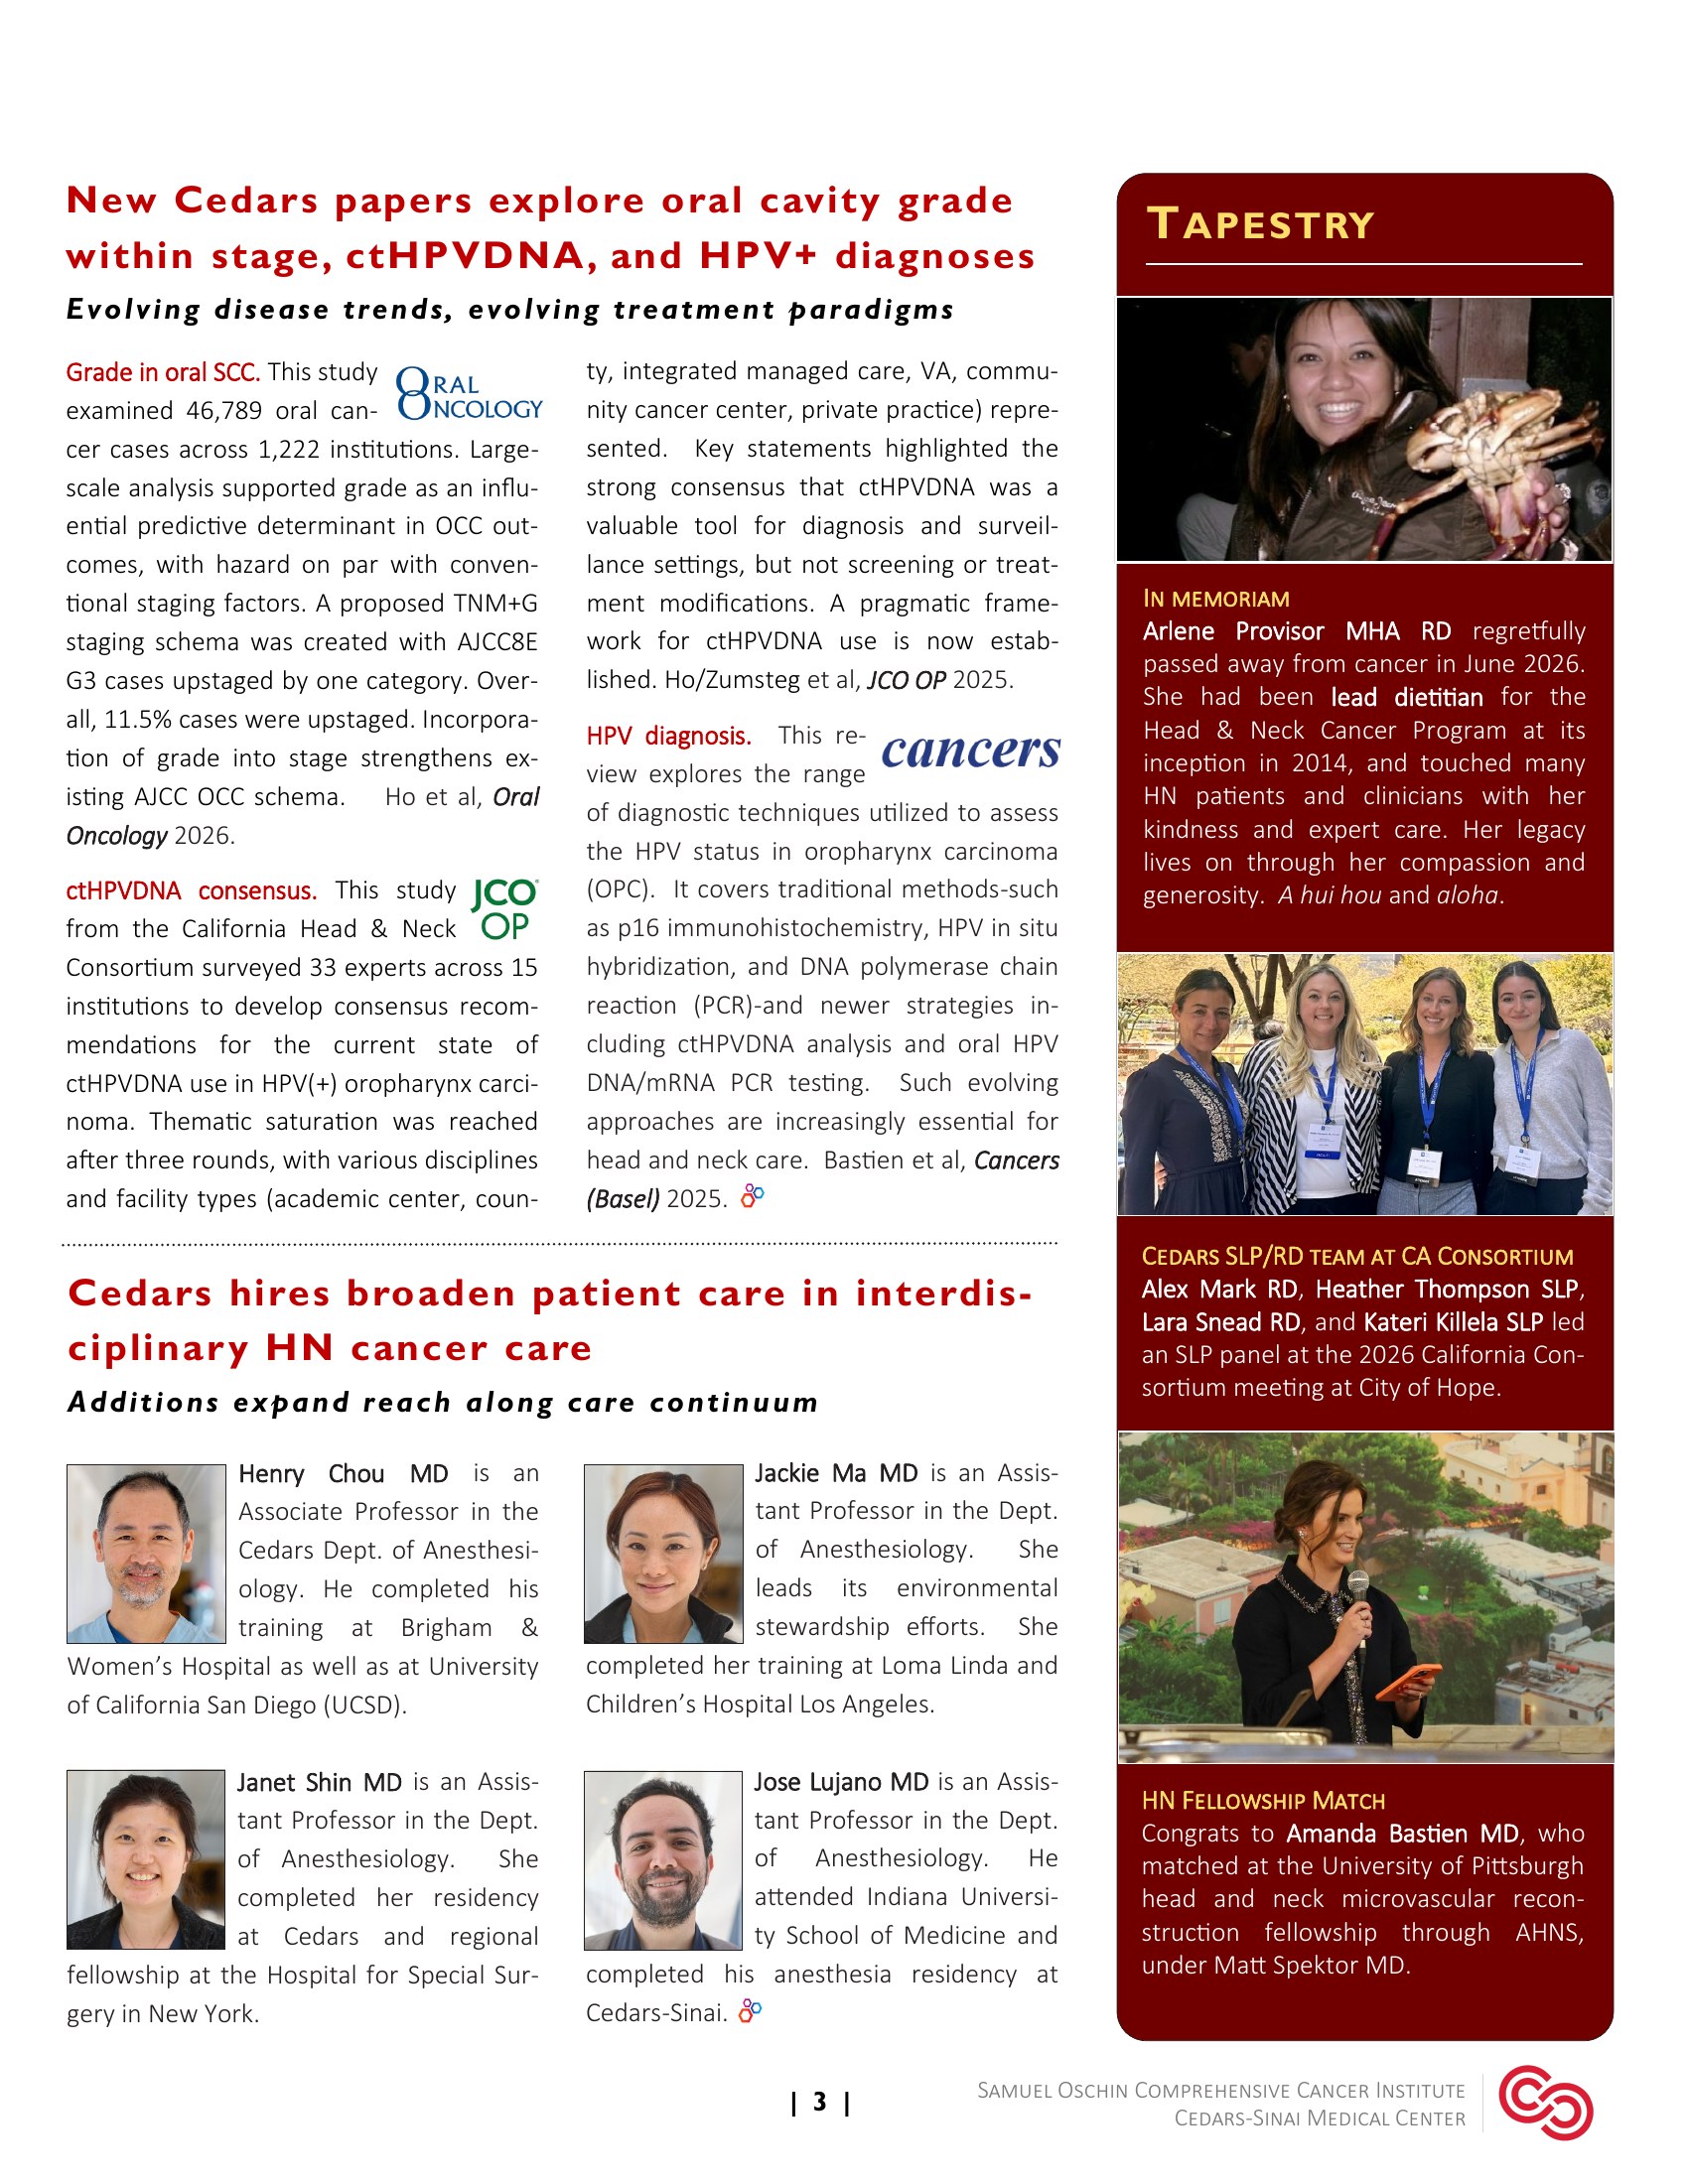 New Cedars papers explore oral cavity grade
within stage, ctHPVDNA, and HPV+ diagnoses
Evolving disease trends, evolving treatment paradigms
Grade in oral SCC. This study
ORAL
ONCOLOGY
examined 46,789 oral can-
cer cases across 1,222 institutions. Large-
scale analysis supported grade as an influ-
ential predictive determinant in OCC out-
comes, with hazard on par with conven-
tional staging factors. A proposed TNM+G
staging schema was created with AJCC8E
G3 cases upstaged by one category. Over-
all, 11.5% cases were upstaged. Incorpora-
tion of grade into stage strengthens ex-
isting AJCC OCC schema. Ho et al, Oral
Oncology 2026.
ctHPVDNA consensus. This study
JCO
OP
from the California Head & Neck
Consortium surveyed 33 experts across 15
institutions to develop consensus recom-
mendations for the current state of
ctHPVDNA use in HPV(+) oropharynx carci-
noma. Thematic saturation was reached
after three rounds, with various disciplines
and facility types (academic center, coun-
ty, integrated managed care, VA, commu-
nity cancer center, private practice) repre-
sented. Key statements highlighted the
strong consensus that ctHPVDNA was a
valuable tool for diagnosis and surveil-
lance settings, but not screening or treat-
ment modifications. A pragmatic frame-
work for ctHPVDNA use is now estab-
lished. Ho/Zumsteg et al, JCO OP 2025.
HPV diagnosis. This re-
cancers
view explores the range
of diagnostic techniques utilized to assess
the HPV status in oropharynx carcinoma
(OPC). It covers traditional methods-such
as p16 immunohistochemistry, HPV in situ
hybridization, and DNA polymerase chain
reaction (PCR)-and newer strategies in-
cluding ctHPVDNA analysis and oral HPV
DNA/mRNA PCR testing. Such evolving
approaches are increasingly essential for
head and neck care. Bastien et al, Cancers
(Basel) 2025.
Cedars hires broaden patient care in interdis-
ciplinary HN cancer care
Additions expand reach along care continuum
Henry Chou MD is an
Associate Professor in the
Cedars Dept. of Anesthesi-
ology. He completed his
training at Brigham &
Women's Hospital as well as at University
of California San Diego (UCSD).
Jackie Ma MD is an Assis-
tant Professor in the Dept.
of Anesthesiology. She
leads its environmental
stewardship efforts. She
completed her training at Loma Linda and
Children's Hospital Los Angeles.
Janet Shin MD is an Assis-
tant Professor in the Dept.
of Anesthesiology. She
completed her residency
at Cedars and regional
fellowship at the Hospital for Special Sur-
gery in New York.
Jose Lujano MD is an Assis-
tant Professor in the Dept.
of Anesthesiology. He
attended Indiana Universi-
ty School of Medicine and
completed his anesthesia residency at
Cedars-Sinai.
TAPESTRY
IN MEMORIAM
Arlene Provisor MHA RD regretfully
passed away from cancer in June 2026.
She had been lead dietitian for the
Head & Neck Cancer Program at its
inception in 2014, and touched many
HN patients and clinicians with her
kindness and expert care. Her legacy
lives on through her compassion and
generosity. A hui hou and aloha.
CEDARS SLP/RD TEAM AT CA CONSORTIUM
Alex Mark RD, Heather Thompson SLP,
Lara Snead RD, and Kateri Killela SLP led
an SLP panel at the 2026 California Con-
sortium meeting at City of Hope.
HN FELLOWSHIP MATCH
Congrats to Amanda Bastien MD, who
matched at the University of Pittsburgh
head and neck microvascular recon-
struction fellowship through AHNS,
under Matt Spektor MD.
| 3 |
SAMUEL OSCHIN COMPREHENSIVE CANCER INSTITUTE
CEDARS-SINAI MEDICAL CENTER